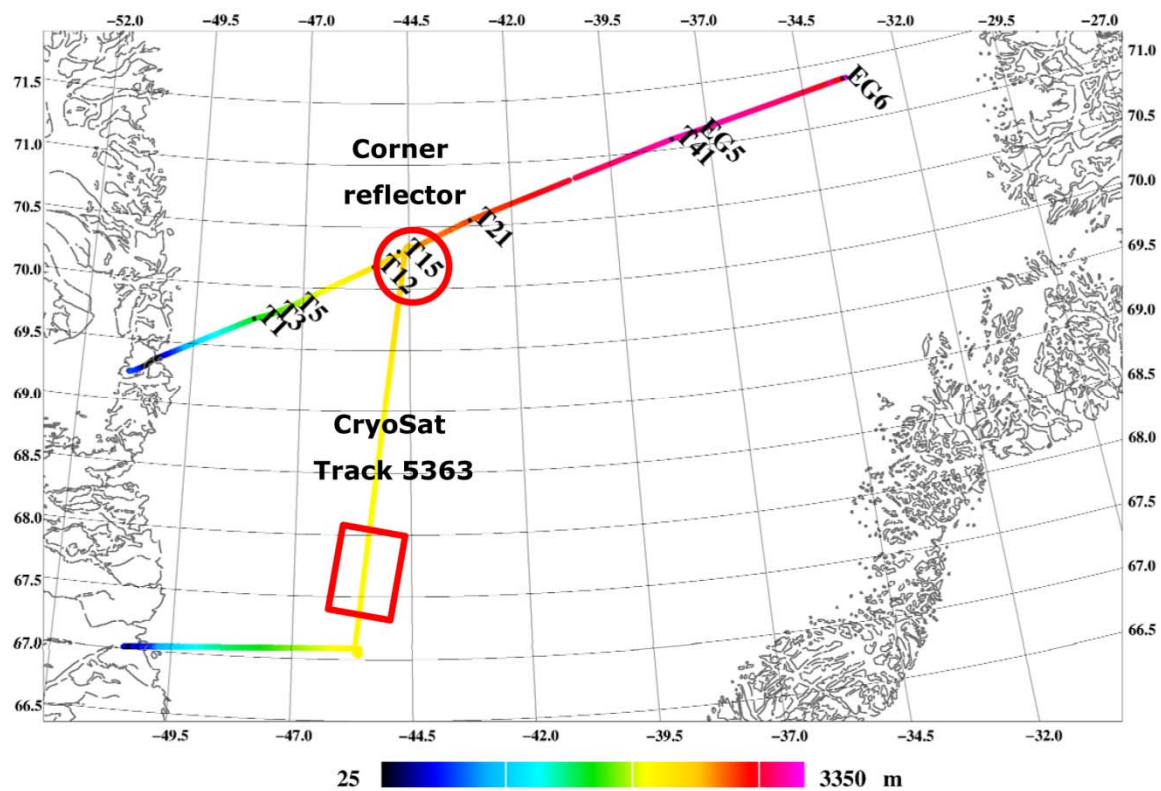 −52.0 −49.5 −47.0 −44.5 −42.0 −39.5 −37.0 −34.5 −32.0 −29.5 −27.0
71.5 71.0 70.5 70.0 69.5 69.0 68.5 68.0 67.5 67.0 66.5
Corner
reflector
EG6
EG5
T41
T21
T15
T12
T5
T3
T1
CryoSat
Track 5363
71.0 70.5 70.0 69.5 69.0 68.5 68.0 67.5 67.0 66.5
−49.5 −47.0 −44.5 −42.0 −39.5 −37.0 −34.5 −32.0
25 3350 m